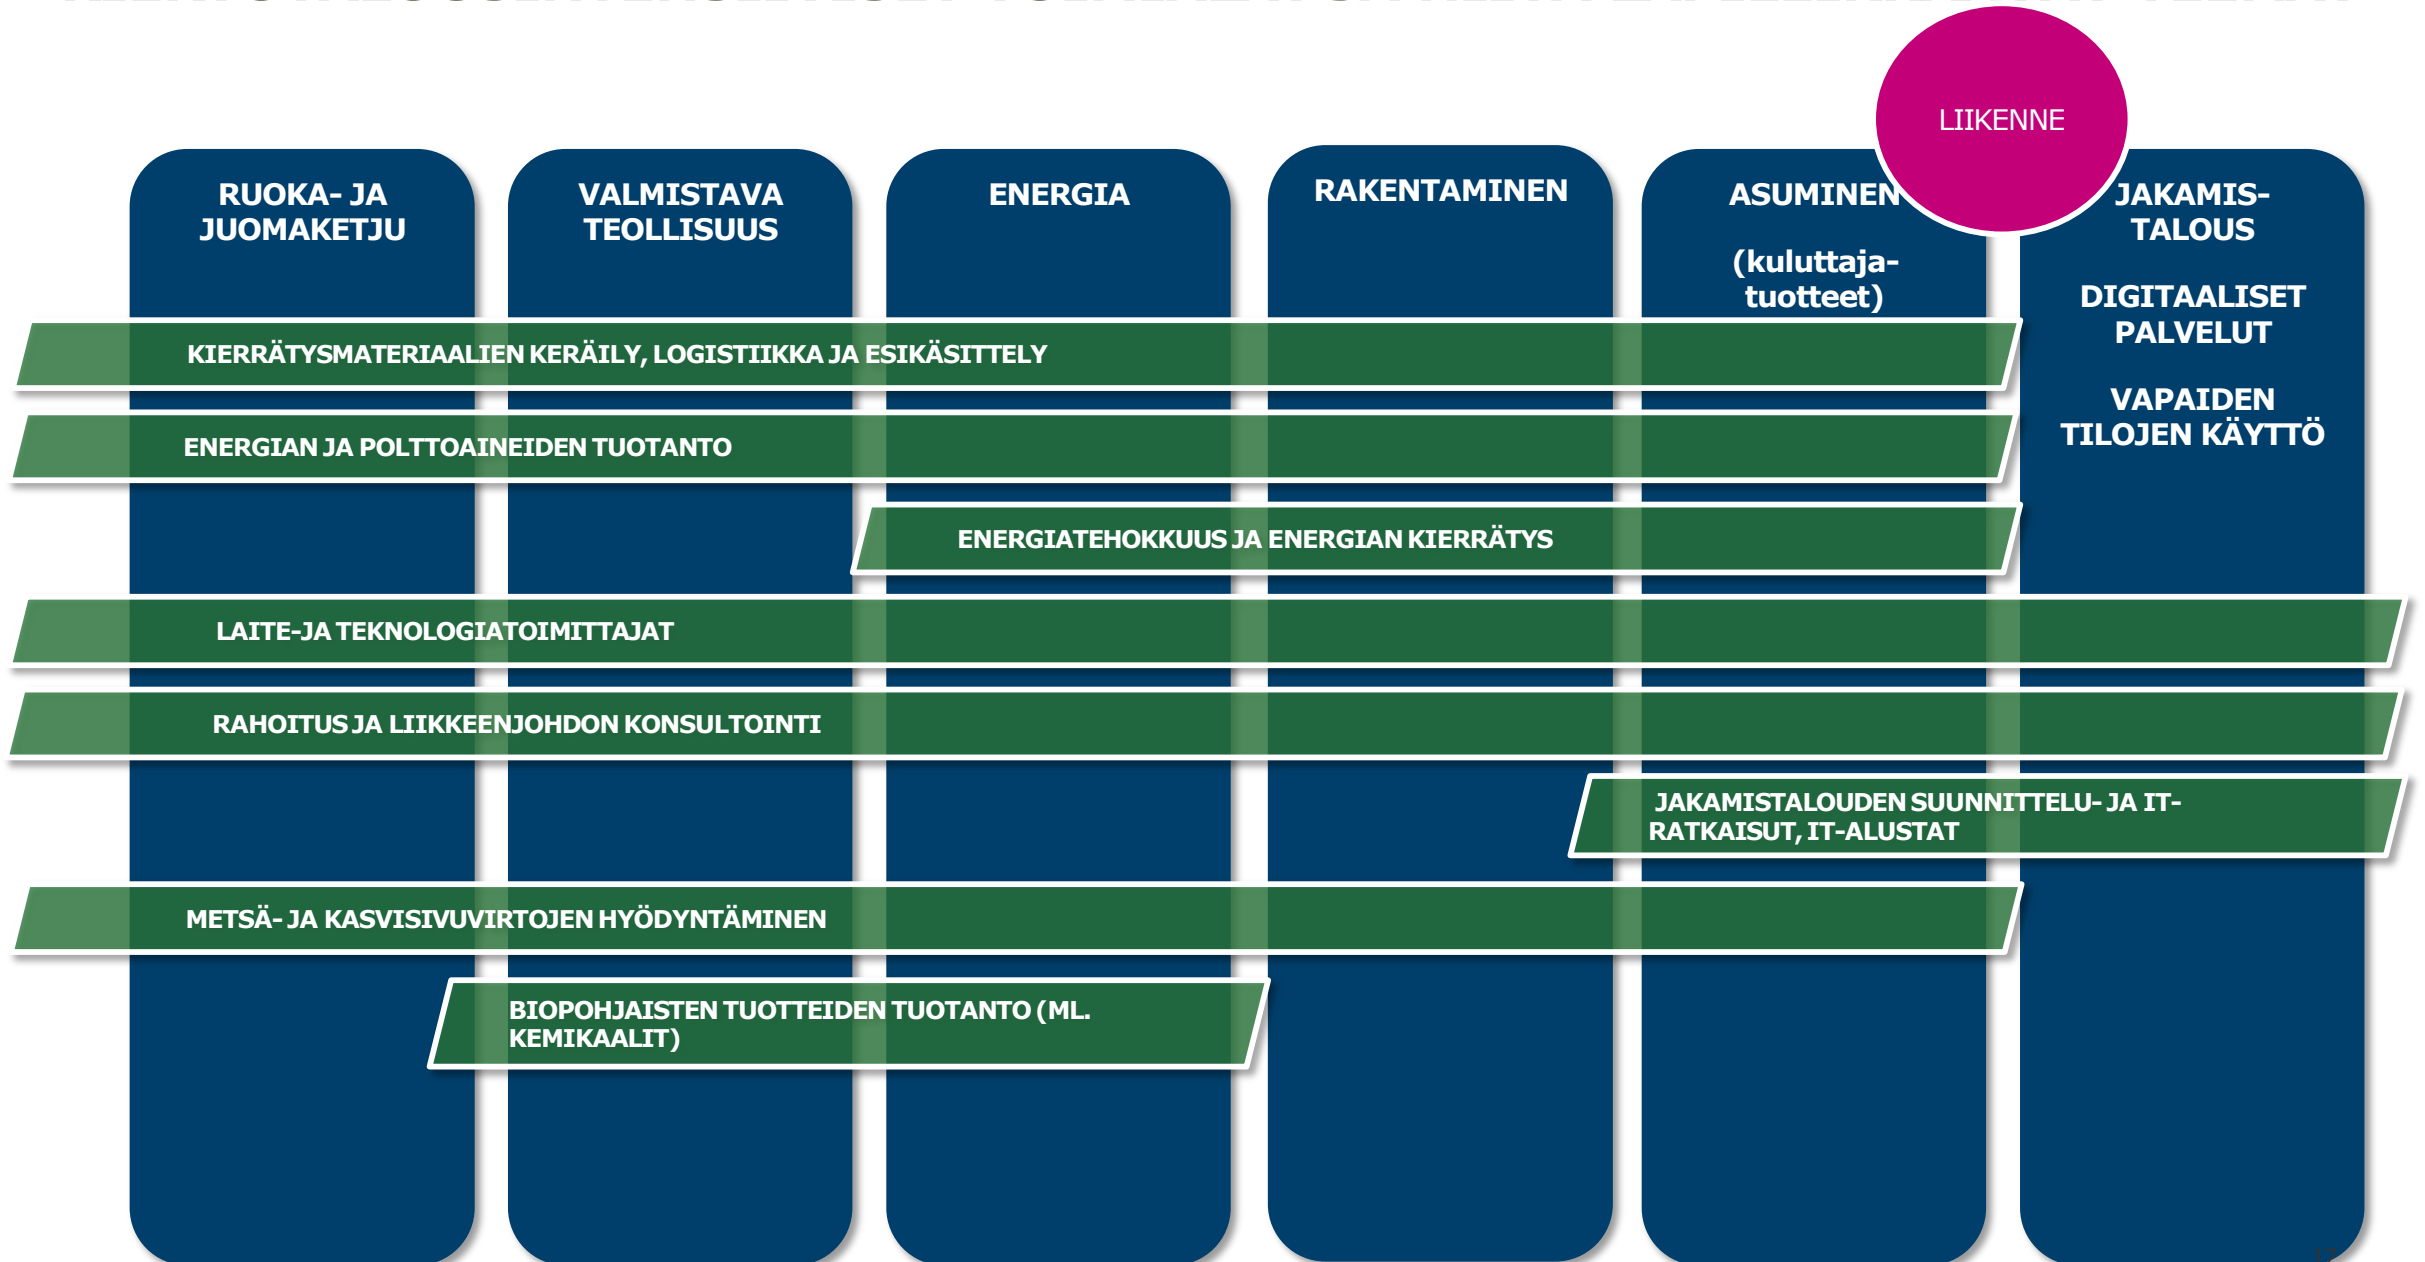 LIIKENNE
RUOKA- JA
JUOMAKETJU
VALMISTAVA
TEOLLISUUS
ENERGIA
RAKENTAMINEN
ASUMINEN
(kuluttaja-
tuotteet)
JAKAMIS-
TALOUS
DIGITAALISET
PALVELUT
VAPAIDEN
TILOJEN KÄYTTÖ
KIERRÄTYSMATERIAALIEN KERÄILY, LOGISTIIKKA JA ESIKÄSITTELY
ENERGIAN JA POLTTOAINEIDEN TUOTANTO
ENERGIATEHOKKUUS JA ENERGIAN KIERRÄTYS
LAITE-JA TEKNOLOGIATOIMITTAJAT
RAHOITUS JA LIIKKEENJOHDON KONSULTOINTI
JAKAMISTALOUDEN SUUNNITTELU- JA IT-
RATKAISUT, IT-ALUSTAT
METSÄ- JA KASVISIVUVIRTOJEN HYÖDYNTÄMINEN
BIOPOHJAISTEN TUOTTEIDEN TUOTANTO (ML.
KEMIKAALIT)